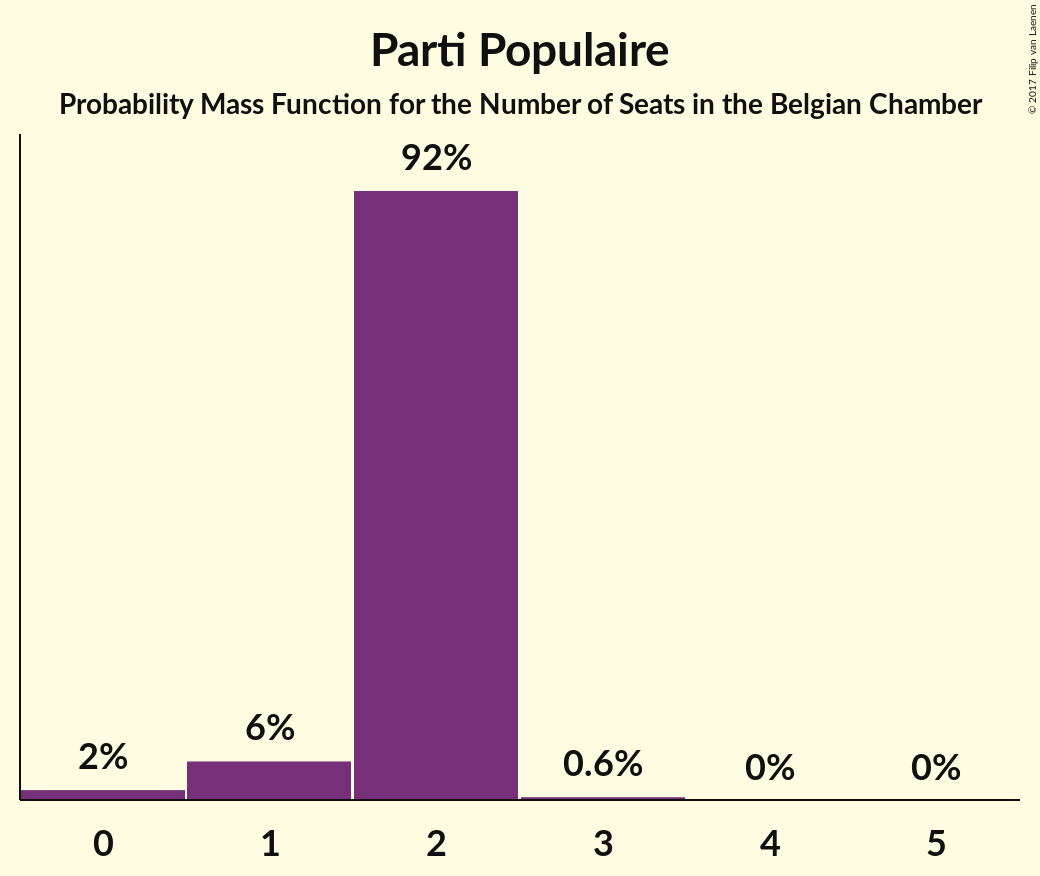 Parti Populaire
Probability Mass Function for the Number of Seats in the Belgian Chamber
© 2017 Filip van Laenen
92%
6%
2%
0.6%
0%
0%
0 1 2 3 4 5